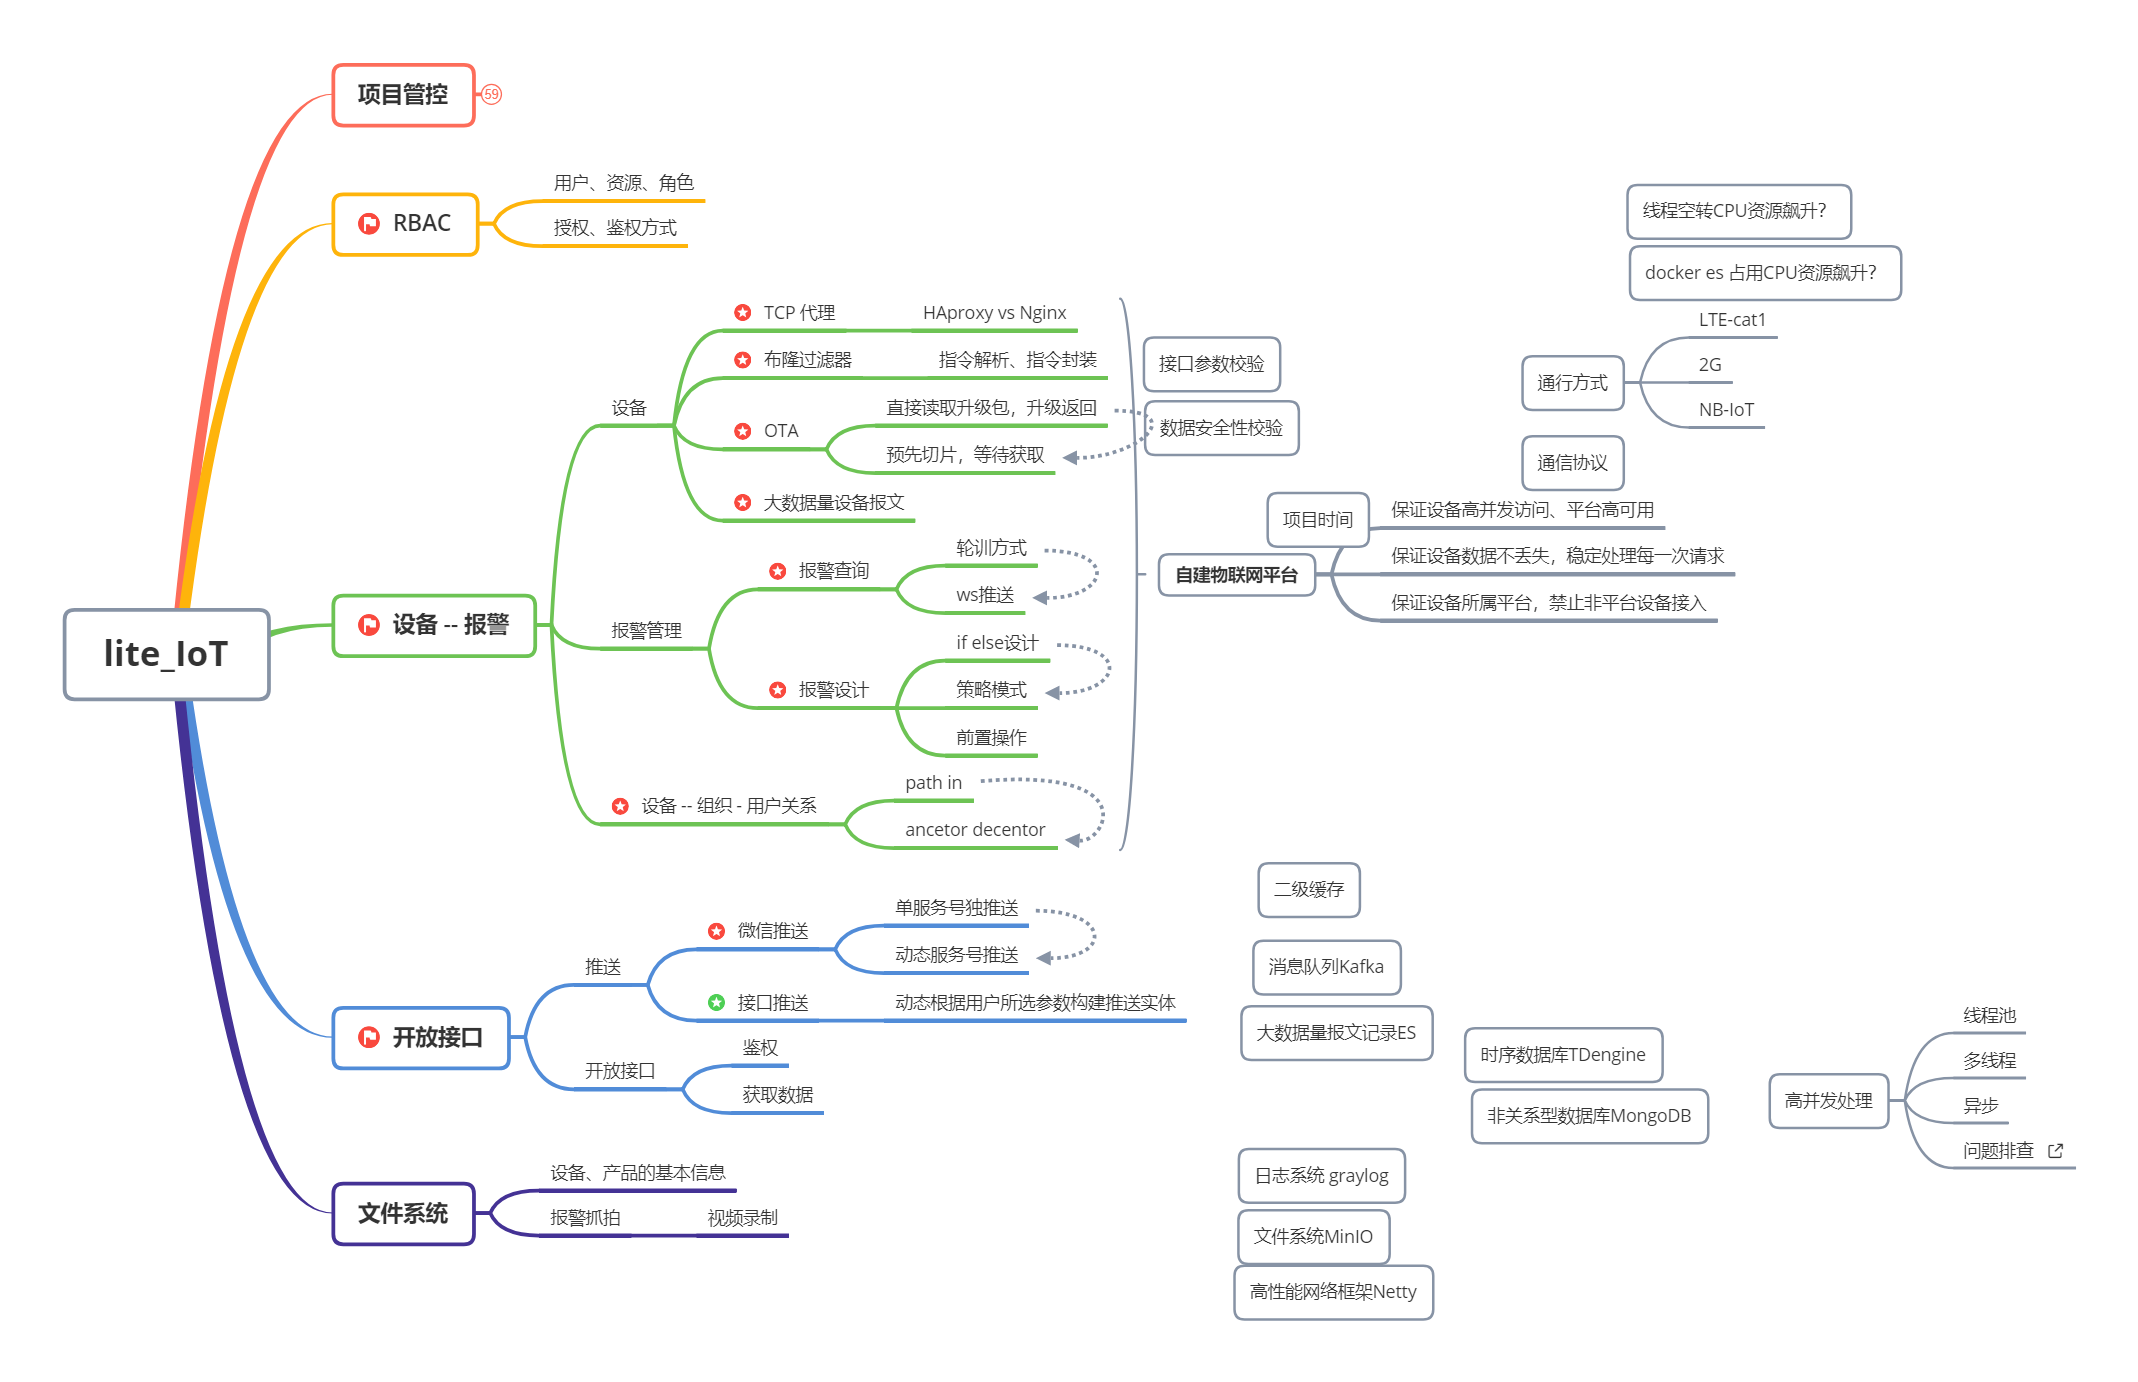 lite_IoT
项目管控
59
RBAC
用户、资源、角色
授权、鉴权方式
设备 -- 报警
设备
TCP 代理
HAproxy vs Nginx
布隆过滤器
指令解析、指令封装
OTA
直接读取升级包，升级返回
预先切片，等待获取
大数据量设备报文
报警管理
报警查询
轮训方式
ws推送
报警设计
if else设计
策略模式
前置操作
设备 -- 组织 - 用户关系
path in
ancetor decentor
接口参数校验
数据安全性校验
自建物联网平台
项目时间
保证设备高并发访问、平台高可用
保证设备数据不丢失，稳定处理每一次请求
保证设备所属平台，禁止非平台设备接入
线程空转CPU资源飙升？
docker es 占用CPU资源飙升？
通行方式
LTE-cat1
2G
NB-IoT
通信协议
开放接口
推送
微信推送
单服务号独推送
动态服务号推送
接口推送
动态根据用户所选参数构建推送实体
开放接口
鉴权
获取数据
文件系统
设备、产品的基本信息
报警抓拍
视频录制
二级缓存
消息队列Kafka
大数据量报文记录ES
时序数据库TDengine
非关系型数据库MongoDB
日志系统 graylog
文件系统MinIO
高性能网络框架Netty
高并发处理
线程池
多线程
异步
问题排查